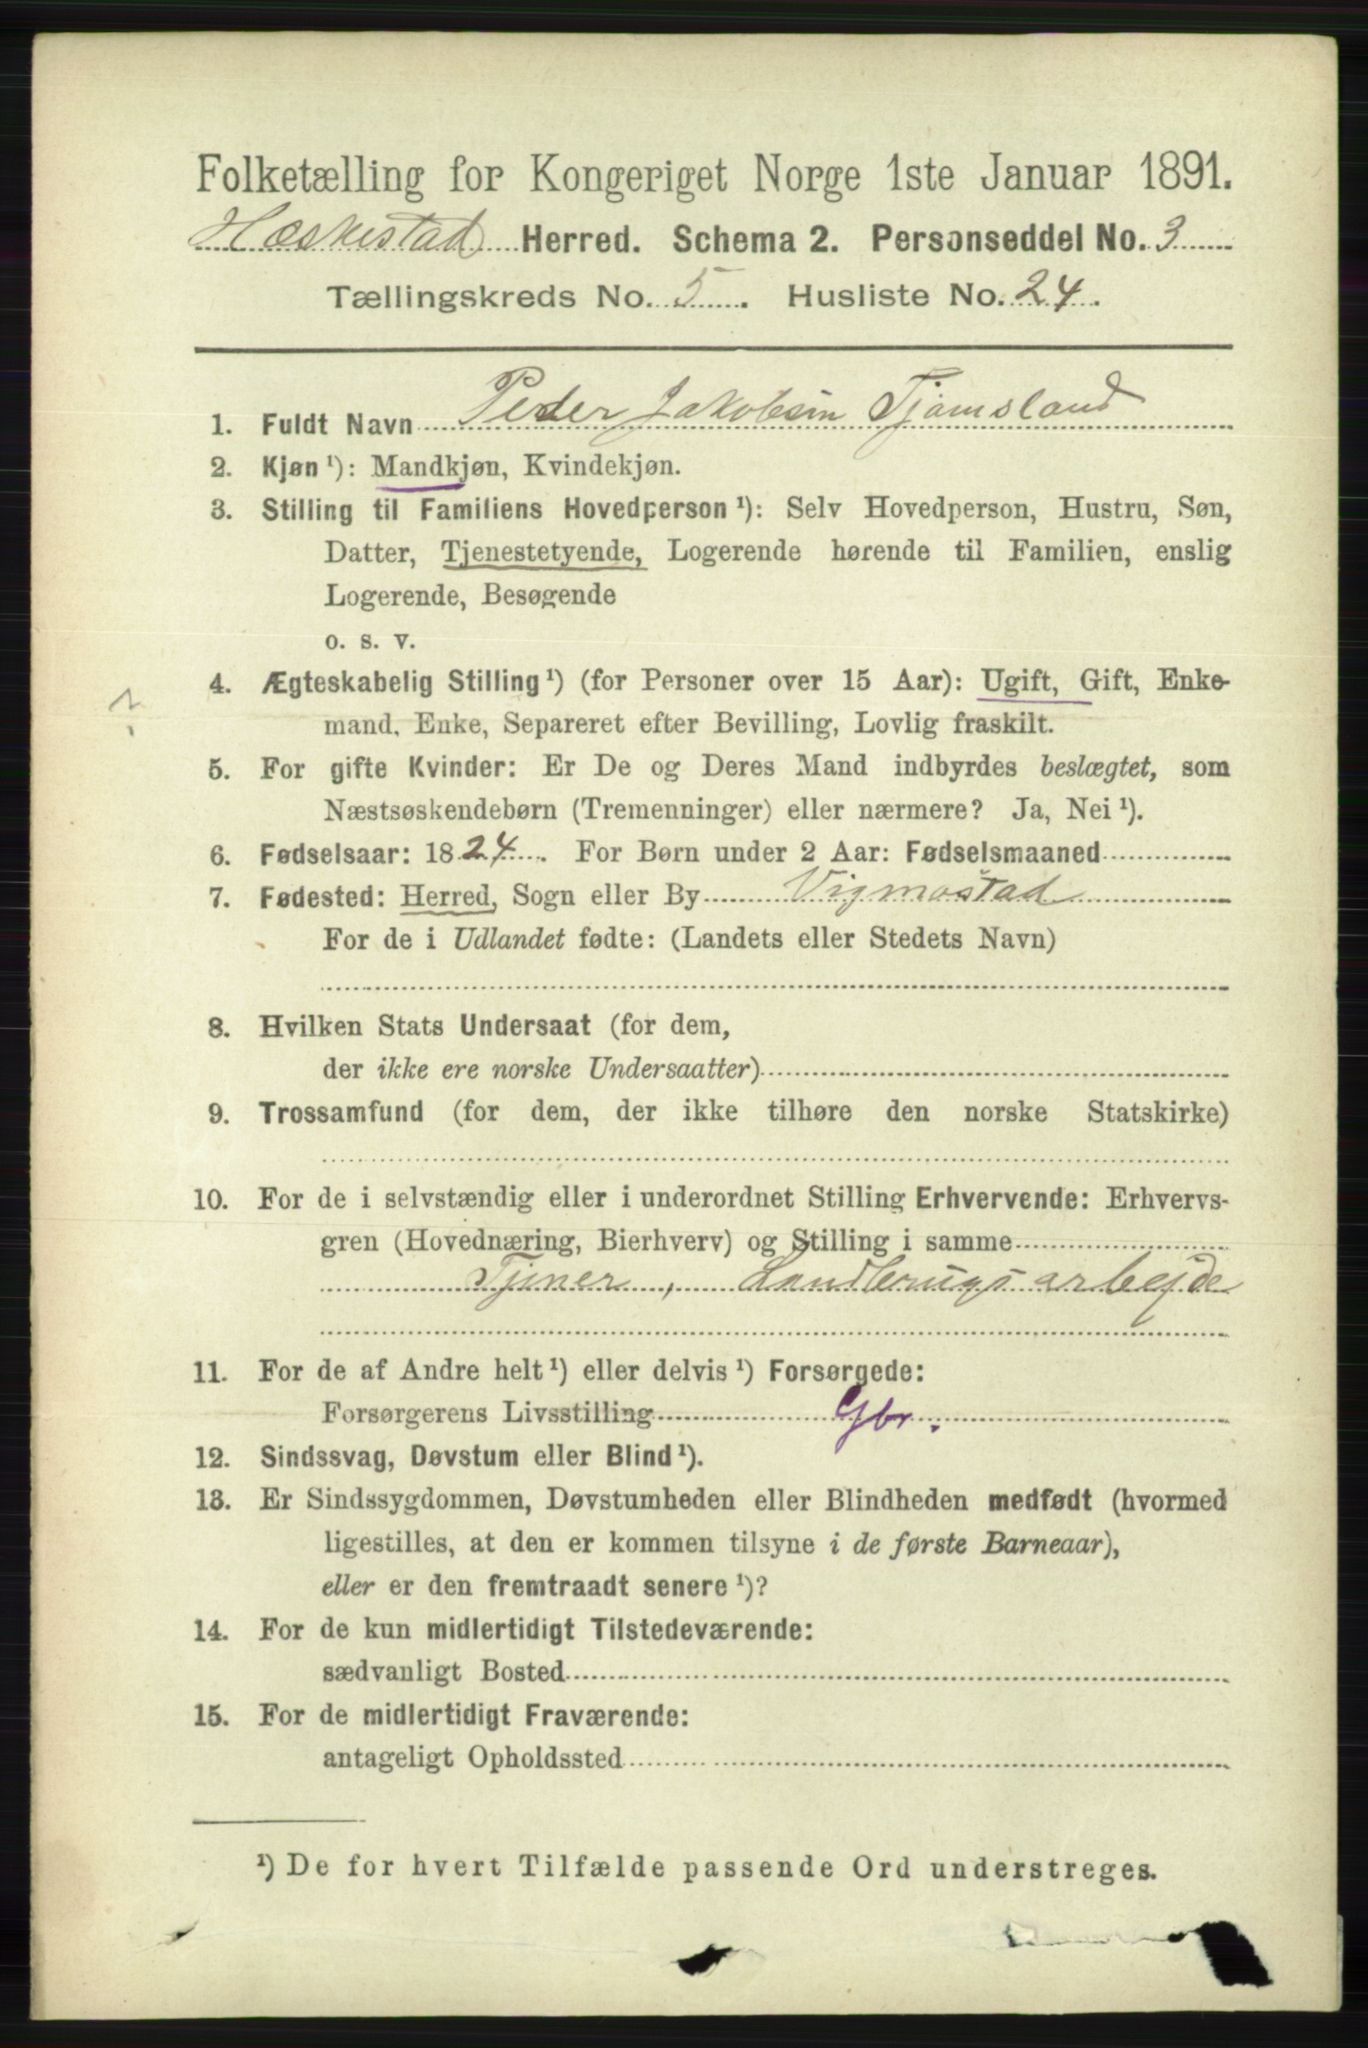 Folketælling for Kongeriget Norge 1ste Januar 1891.
Hæskestad Herred. Schema 2. Personseddel No. 3
Tællingskreds No. 5. Husliste No. 24.
1. Fuldt Navn Peder Jakobsen Tjamsland
2. Kjøn ¹): Mandkjøn, Kvindekjøn.
3. Stilling til Familiens Hovedperson ¹): Selv Hovedperson, Hustru, Søn,
Datter, Tjenestetyende, Logerende hørende til Familien, enslig
Logerende, Besøgende
o. s. v.
4. Ægteskabelig Stilling ¹) (for Personer over 15 Aar): Ugift, Gift, Enke-
?
mand, Enke, Separeret efter Bevilling, Lovlig fraskilt.
5. For gifte Kvinder: Er De og Deres Mand indbyrdes beslægtet, som
Næstsøskendebørn (Tremenninger) eller nærmere? Ja, Nei ¹).
6. Fødselsaar: 1824. For Børn under 2 Aar: Fødselsmaaned
7. Fødested: Herred, Sogn eller By Vigmostad
For de i Udlandet fødte: (Landets eller Stedets Navn)
8. Hvilken Stats Undersaat (for dem,
der ikke ere norske Undersaatter)
9. Trossamfund (for dem, der ikke tilhøre den norske Statskirke)
10. For de i selvstændig eller i underordnet Stilling Erhvervende: Erhvervs-
gren (Hovednæring, Bierhverv) og Stilling i samme
Tjener, Landbrugsarbejde
11. For de af Andre helt ¹) eller delvis ¹) Forsørgede:
Forsørgerens Livsstilling Gbr.
12. Sindssvag, Døvstum eller Blind ¹).
13. Er Sindssygdommen, Døvstumheden eller Blindheden medfødt (hvormed
ligestilles, at den er kommen tilsyne i de første Barneaar),
eller er den fremtraadt senere ¹)?
14. For de kun midlertidigt Tilstedeværende:
sædvanligt Bosted
15. For de midlertidigt Fraværende:
antageligt Opholdssted
¹) De for hvert Tilfælde passende Ord understreges.